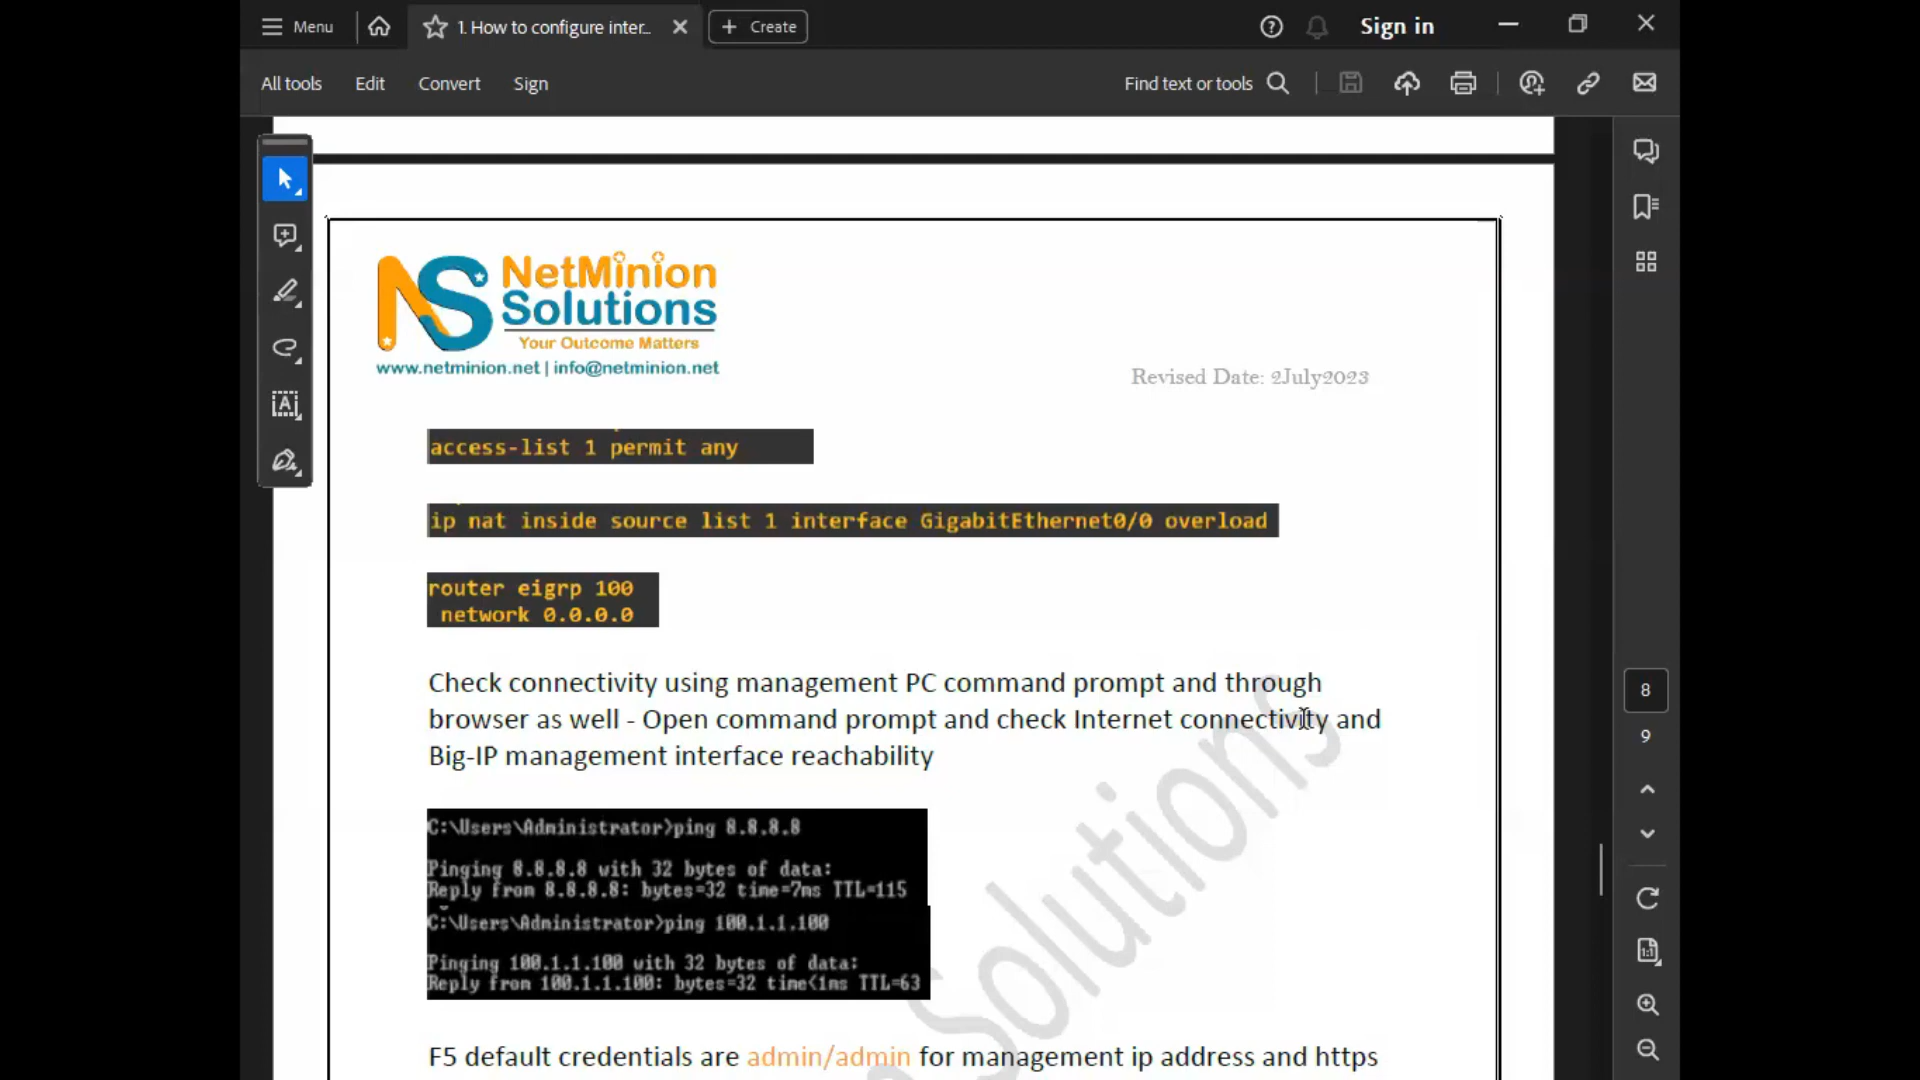 Menu
1. How to configure inter...
Create
Sign in
All tools
Edit
Convert
Sign
Find text or tools
NetMinion
Solutions
Your Outcome Matters
www.netminion.net | info@netminion.net
Revised Date: 2July2023
access-list 1 permit any
ip nat inside source list 1 interface GigabitEthernet0/0 overload
router eigrp 100
network 0.0.0.0
Check connectivity using management PC command prompt and through
browser as well - Open command prompt and check Internet connectivity and
Big-IP management interface reachability
C:\Users\Administrator>ping 8.8.8.8
Pinging 8.8.8.8 with 32 bytes of data:
Reply from 8.8.8.8: bytes=32 time=7ms TTL=115
C:\Users\Administrator>ping 100.1.1.100
Pinging 100.1.1.100 with 32 bytes of data:
Reply from 100.1.1.100: bytes=32 time<1ms TTL=63
F5 default credentials are admin/admin for management ip address and https
Solutions
8
9
1:1